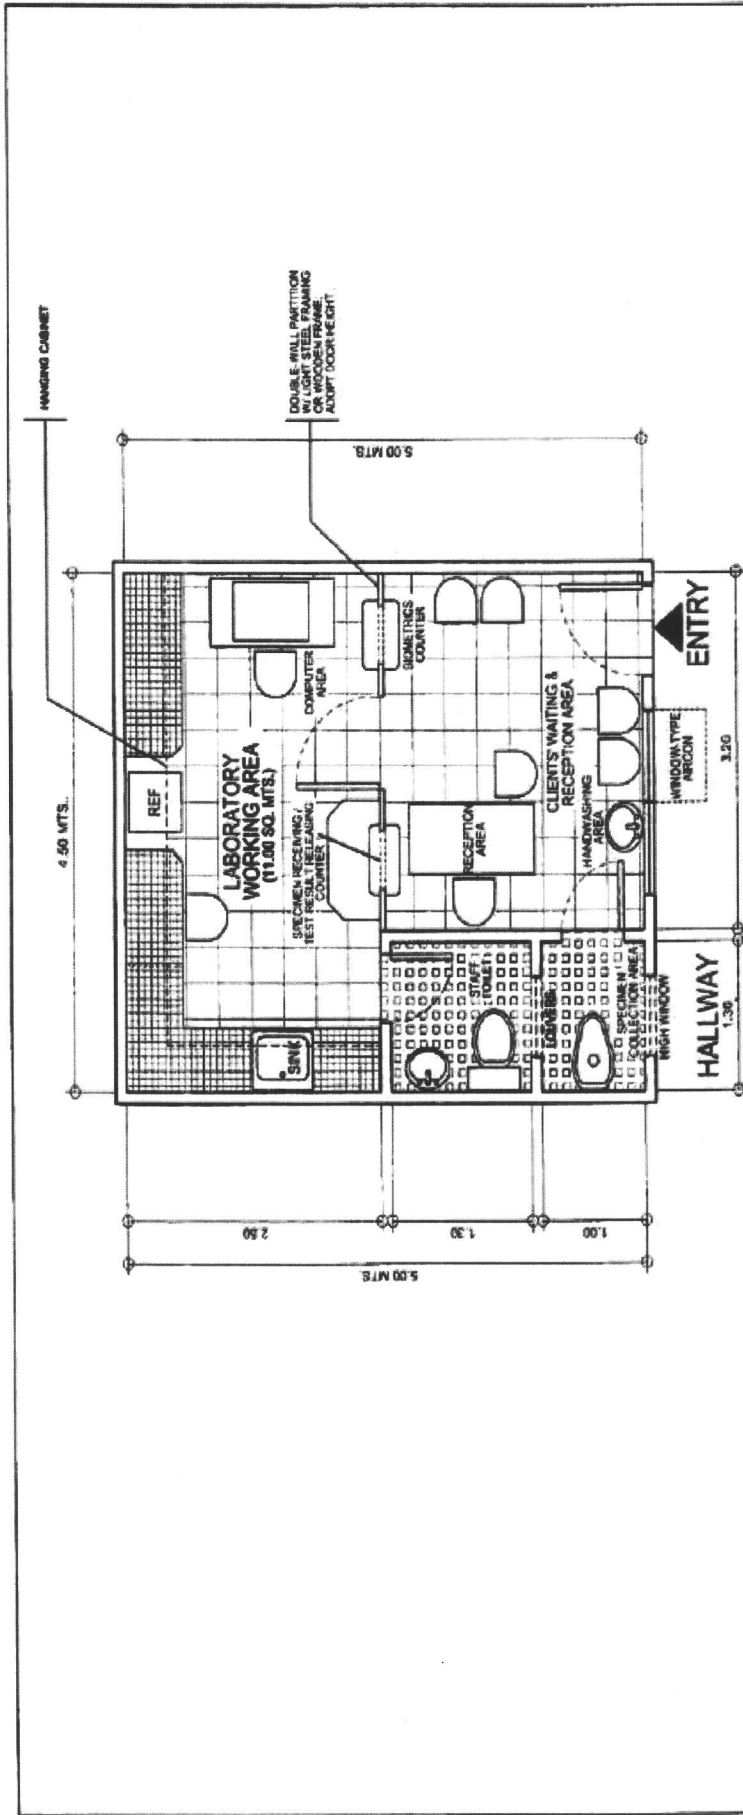 HANGING CABINET
DOUBLE-WALL PARTITION
W/ LIGHT STEEL FRAMING
OR WOODEN FRAME,
ADOPT DOOR HEIGHT
4.50 MTS.
5.00 MTS.
REF
LABORATORY
WORKING AREA
(11.00 SQ. MTS.)
COMPUTER
AREA
SPECIMEN RECEIVING /
TEST RESULT RELEASING
COUNTER
BIOMETRICS
COUNTER
SINK
STAFF
TOILET
LOUVERS
RECEPTION
AREA
CLIENTS' WAITING &
RECEPTION AREA
HANDWASHING
AREA
SPECIMEN
COLLECTION AREA
HIGH WINDOW
WINDOW-TYPE
AIRCON
ENTRY
HALLWAY
1.30
3.20
1.30
1.00
5.00 MTS.